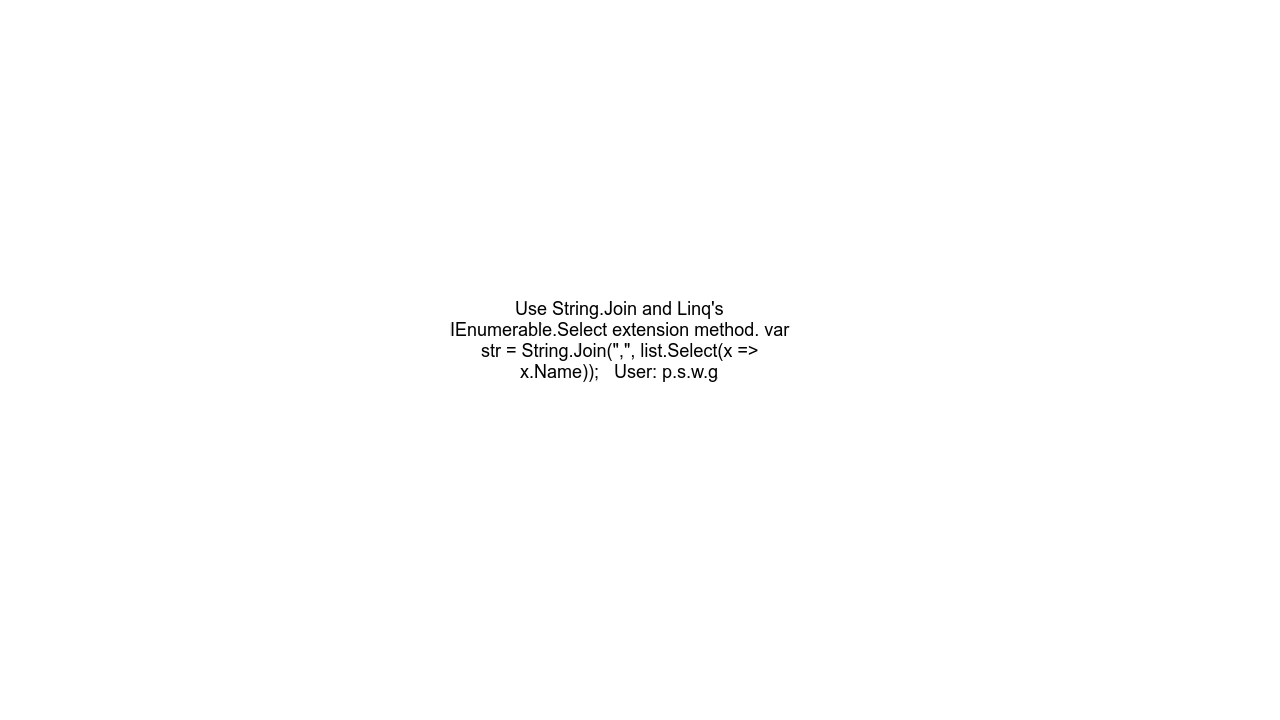 Use String.Join and Linq's
IEnumerable.Select extension method. var
str = String.Join(",", list.Select(x =>
x.Name));   User: p.s.w.g